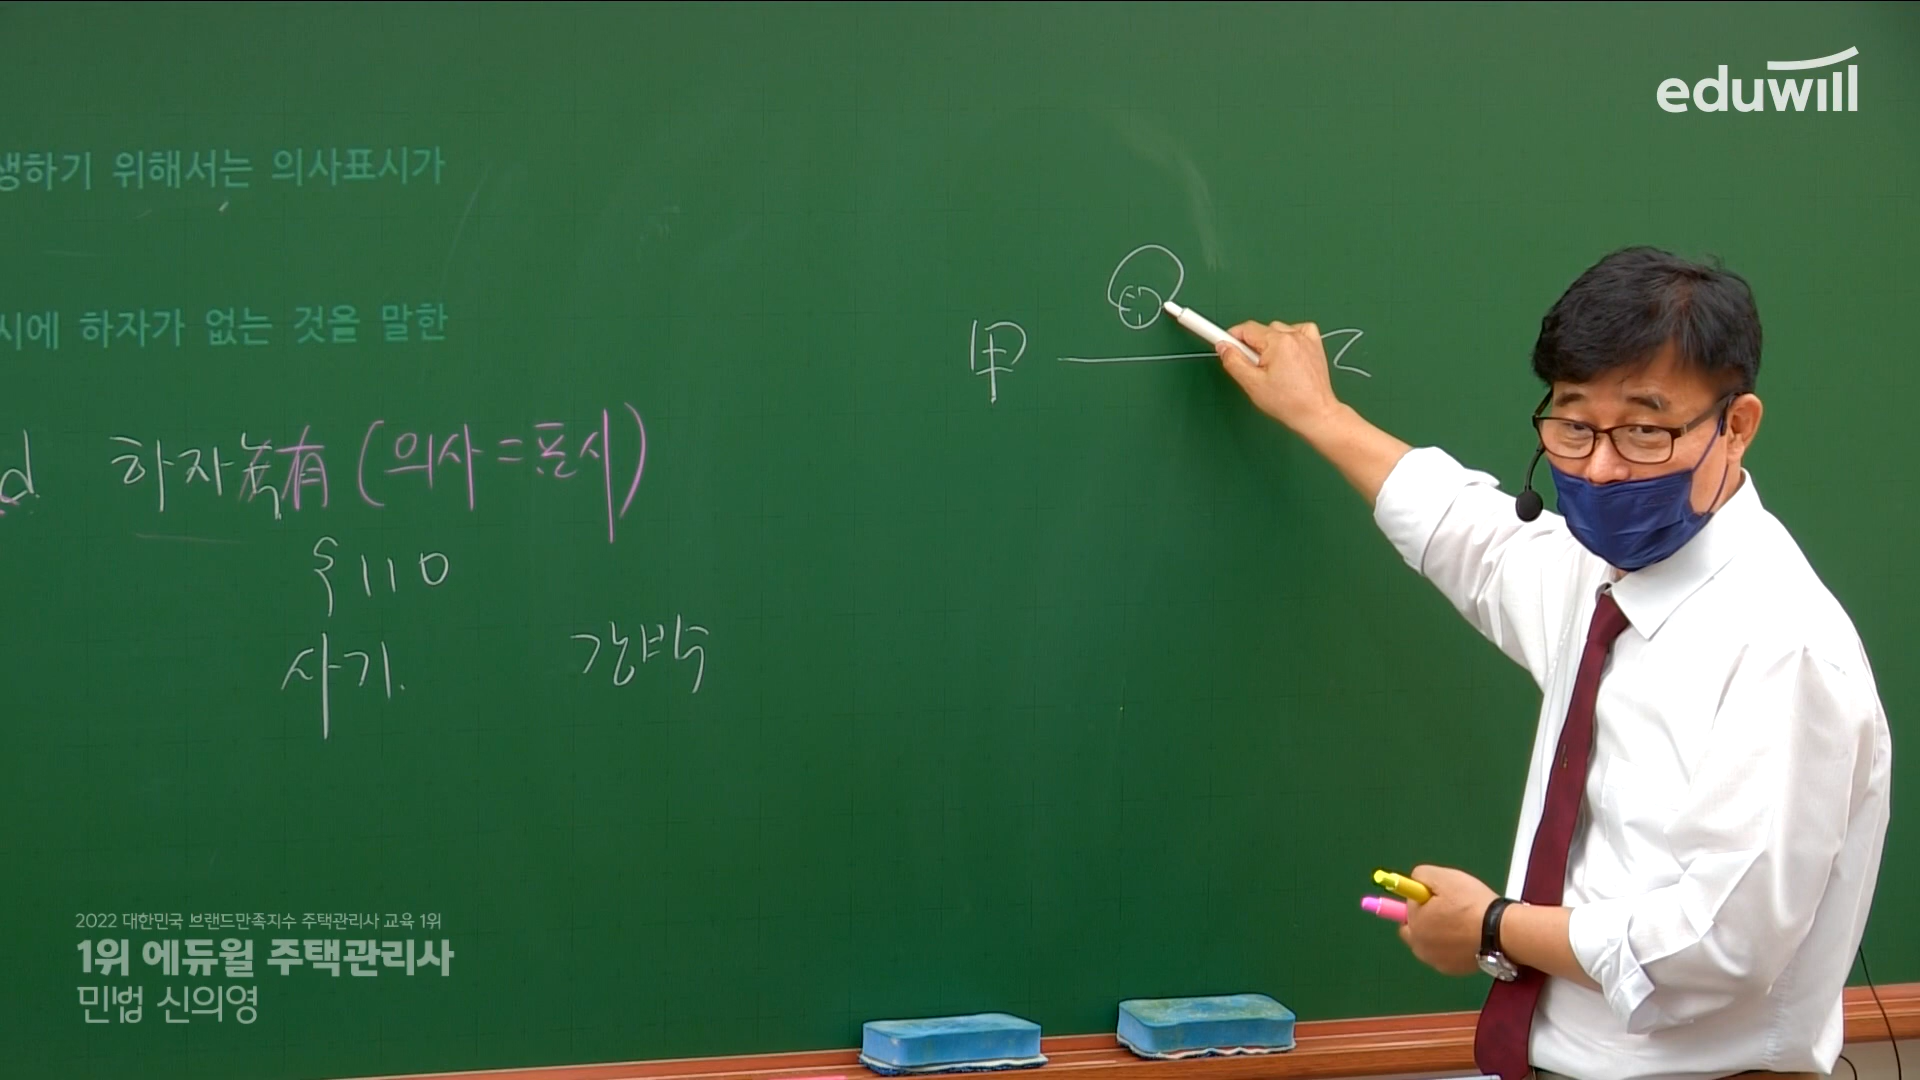 eduwill
생하기 위해서는 의사표시가
시에 하자가 없는 것을 말한
甲 乙
d 하자 有 (의사=표시)
§110
사기. 강박
2022 대한민국 브랜드만족지수 주택관리사 교육 1위
1위 에듀윌 주택관리사
민법 신의영